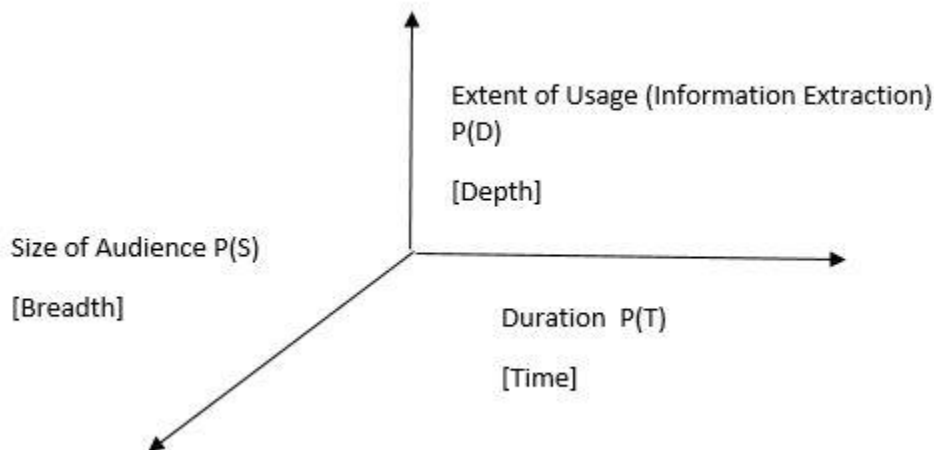 Extent of Usage (Information Extraction)
P(D)
[Depth]
Size of Audience P(S)
[Breadth]
Duration  P(T)
[Time]